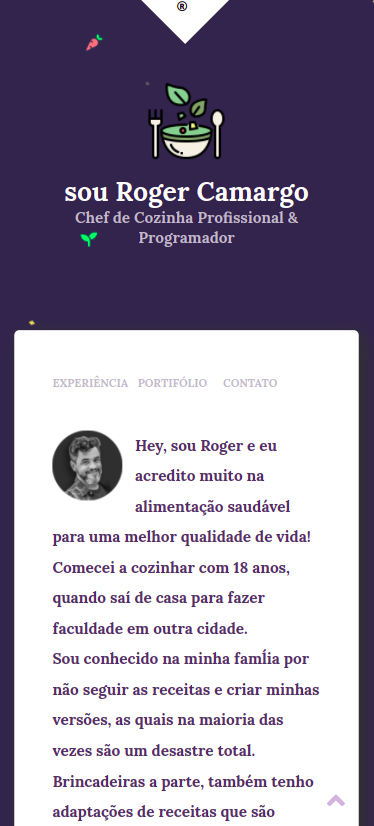 ®
sou Roger Camargo
Chef de Cozinha Profissional &
Programador
EXPERIÊNCIA PORTIFÓLIO CONTATO
Hey, sou Roger e eu
acredito muito na
alimentação saudável
para uma melhor qualidade de vida!
Comecei a cozinhar com 18 anos,
quando saí de casa para fazer
faculdade em outra cidade.
Sou conhecido na minha famĺia por
não seguir as receitas e criar minhas
versões, as quais na maioria das
vezes são um desastre total.
Brincadeiras a parte, também tenho
adaptações de receitas que são